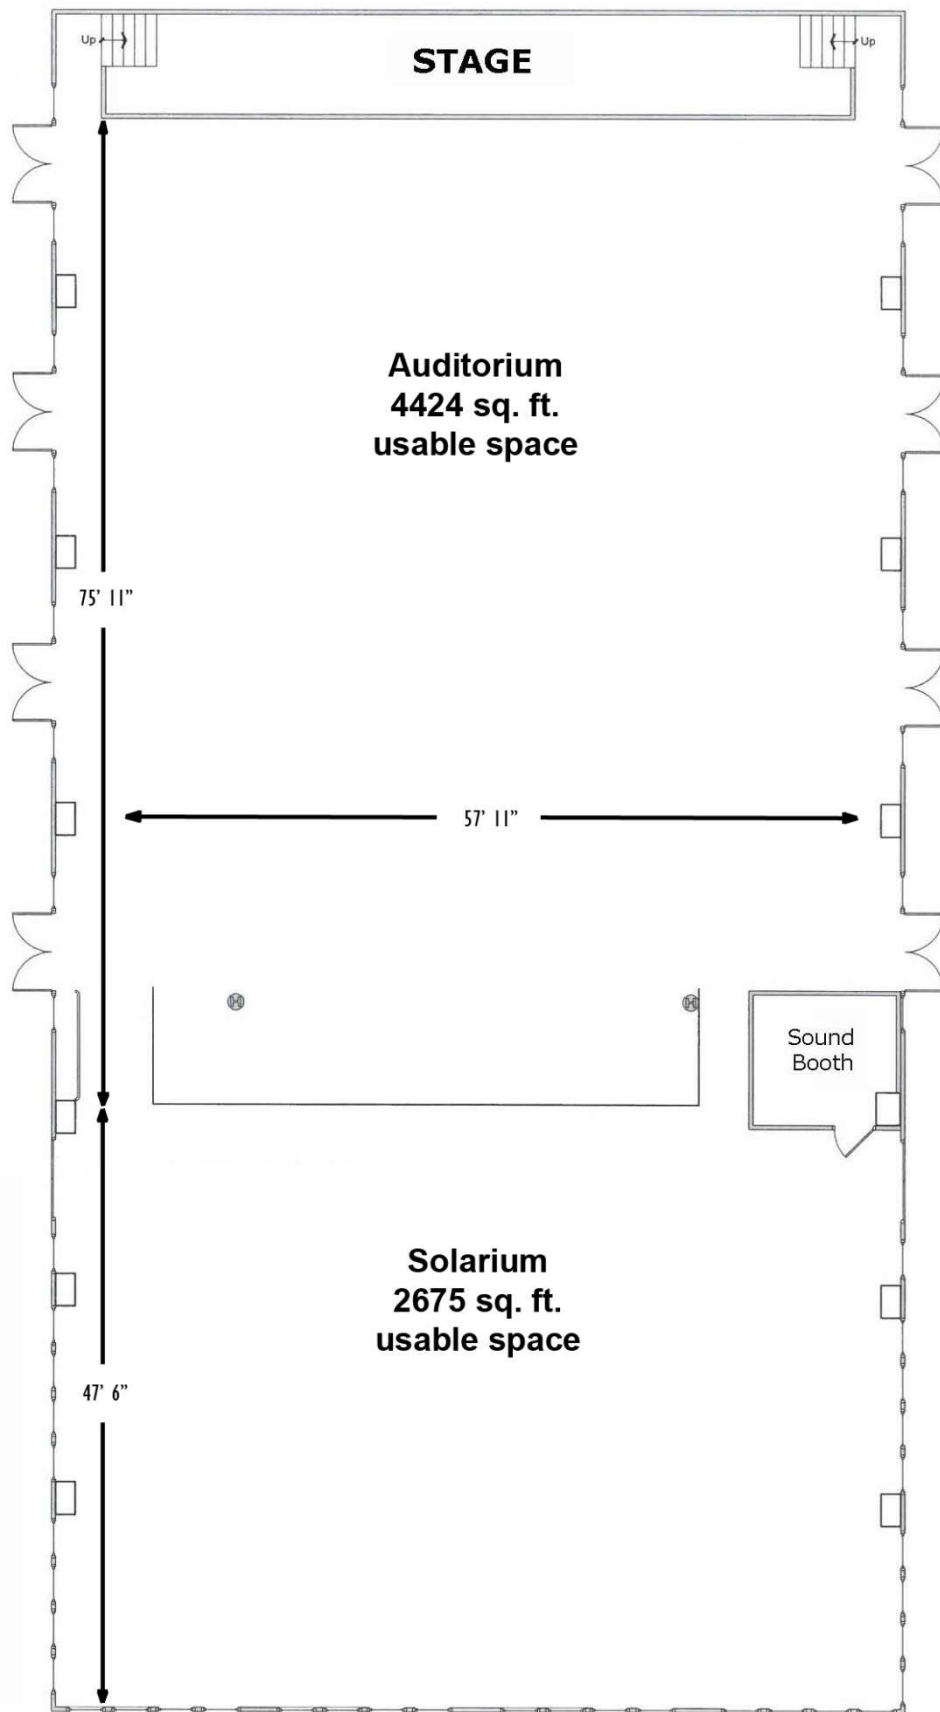 Up
STAGE
Up
Auditorium
4424 sq. ft.
usable space
75' 11”
57' 11”
Sound
Booth
Solarium
2675 sq. ft.
usable space
47' 6”